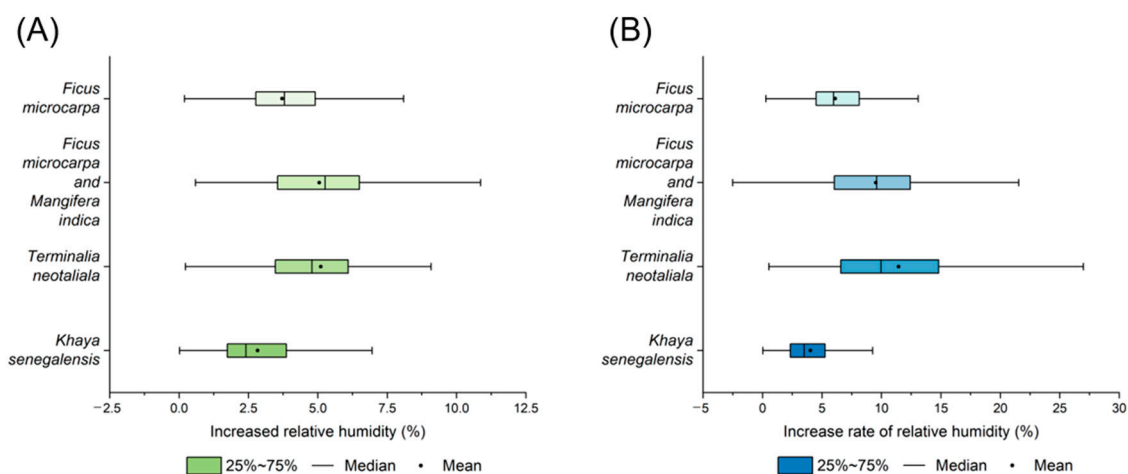 (A)
Ficus
microcarpa
Ficus
microcarpa
and
Mangifera
indica
Terminalia
neotaliala
Khaya
senegalensis
−2.5 0.0 2.5 5.0 7.5 10.0 12.5
Increased relative humidity (%)
25%~75% Median Mean
(B)
Ficus
microcarpa
Ficus
microcarpa
and
Mangifera
indica
Terminalia
neotaliala
Khaya
senegalensis
−5 0 5 10 15 20 25 30
Increase rate of relative humidity (%)
25%~75% Median Mean